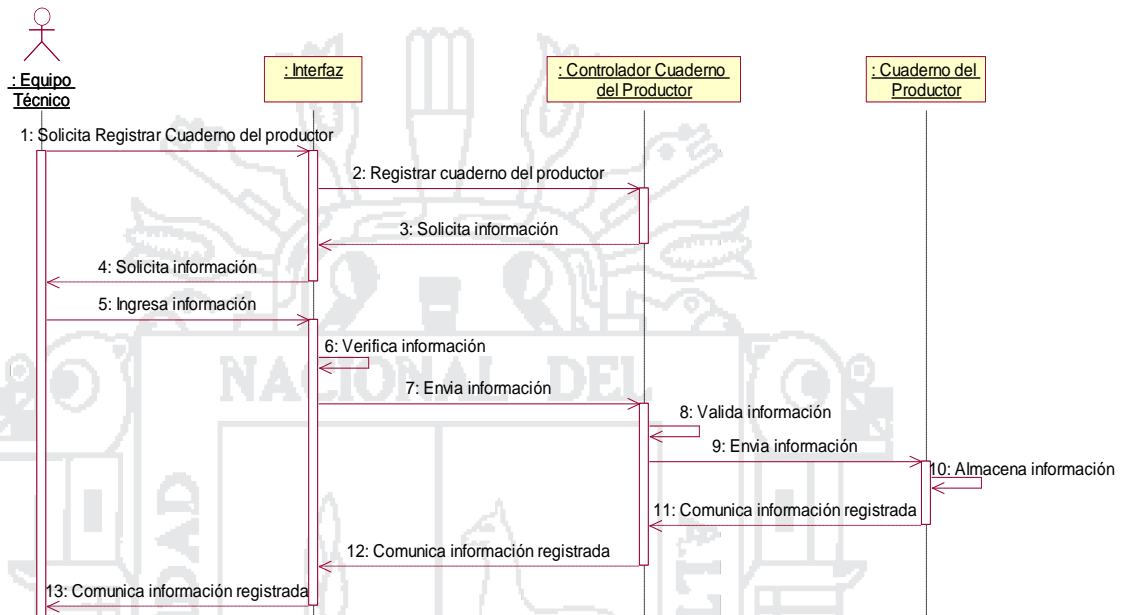 : Equipo
Técnico
: Interfaz
: Controlador Cuaderno
del Productor
: Cuaderno del
Productor
1: Solicita Registrar Cuaderno del productor
2: Registrar cuaderno del productor
3: Solicita información
4: Solicita información
5: Ingresa información
6: Verifica información
NACIONAL DEL
7: Envia información
8: Valida información
9: Envia información
10: Almacena información
11: Comunica información registrada
12: Comunica información registrada
13: Comunica información registrada